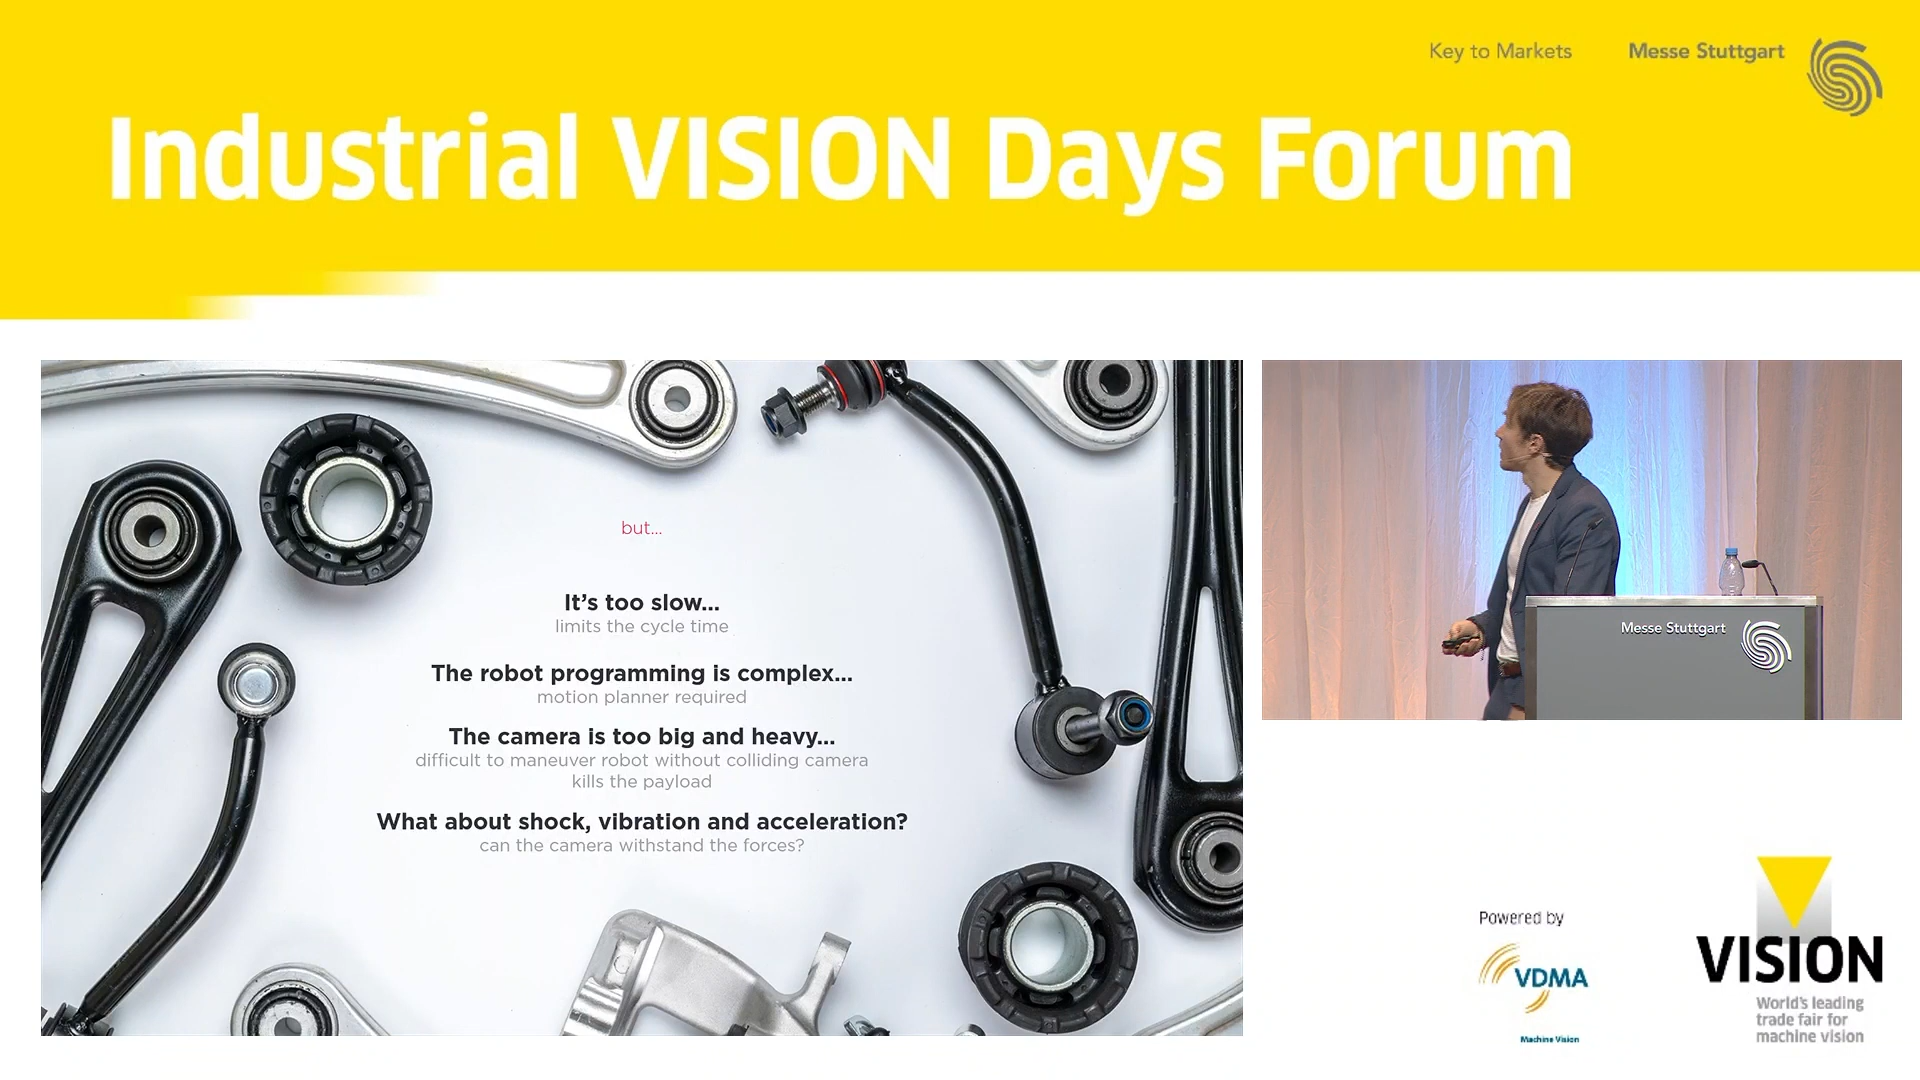 Key to Markets
Messe Stuttgart
Industrial VISION Days Forum
but...
It's too slow...
limits the cycle time
The robot programming is complex...
motion planner required
The camera is too big and heavy...
difficult to maneuver robot without colliding camera
kills the payload
What about shock, vibration and acceleration?
can the camera withstand the forces?
Messe Stuttgart
Powered by
VDMA
Machine Vision
VISION
World's leading
trade fair for
machine vision